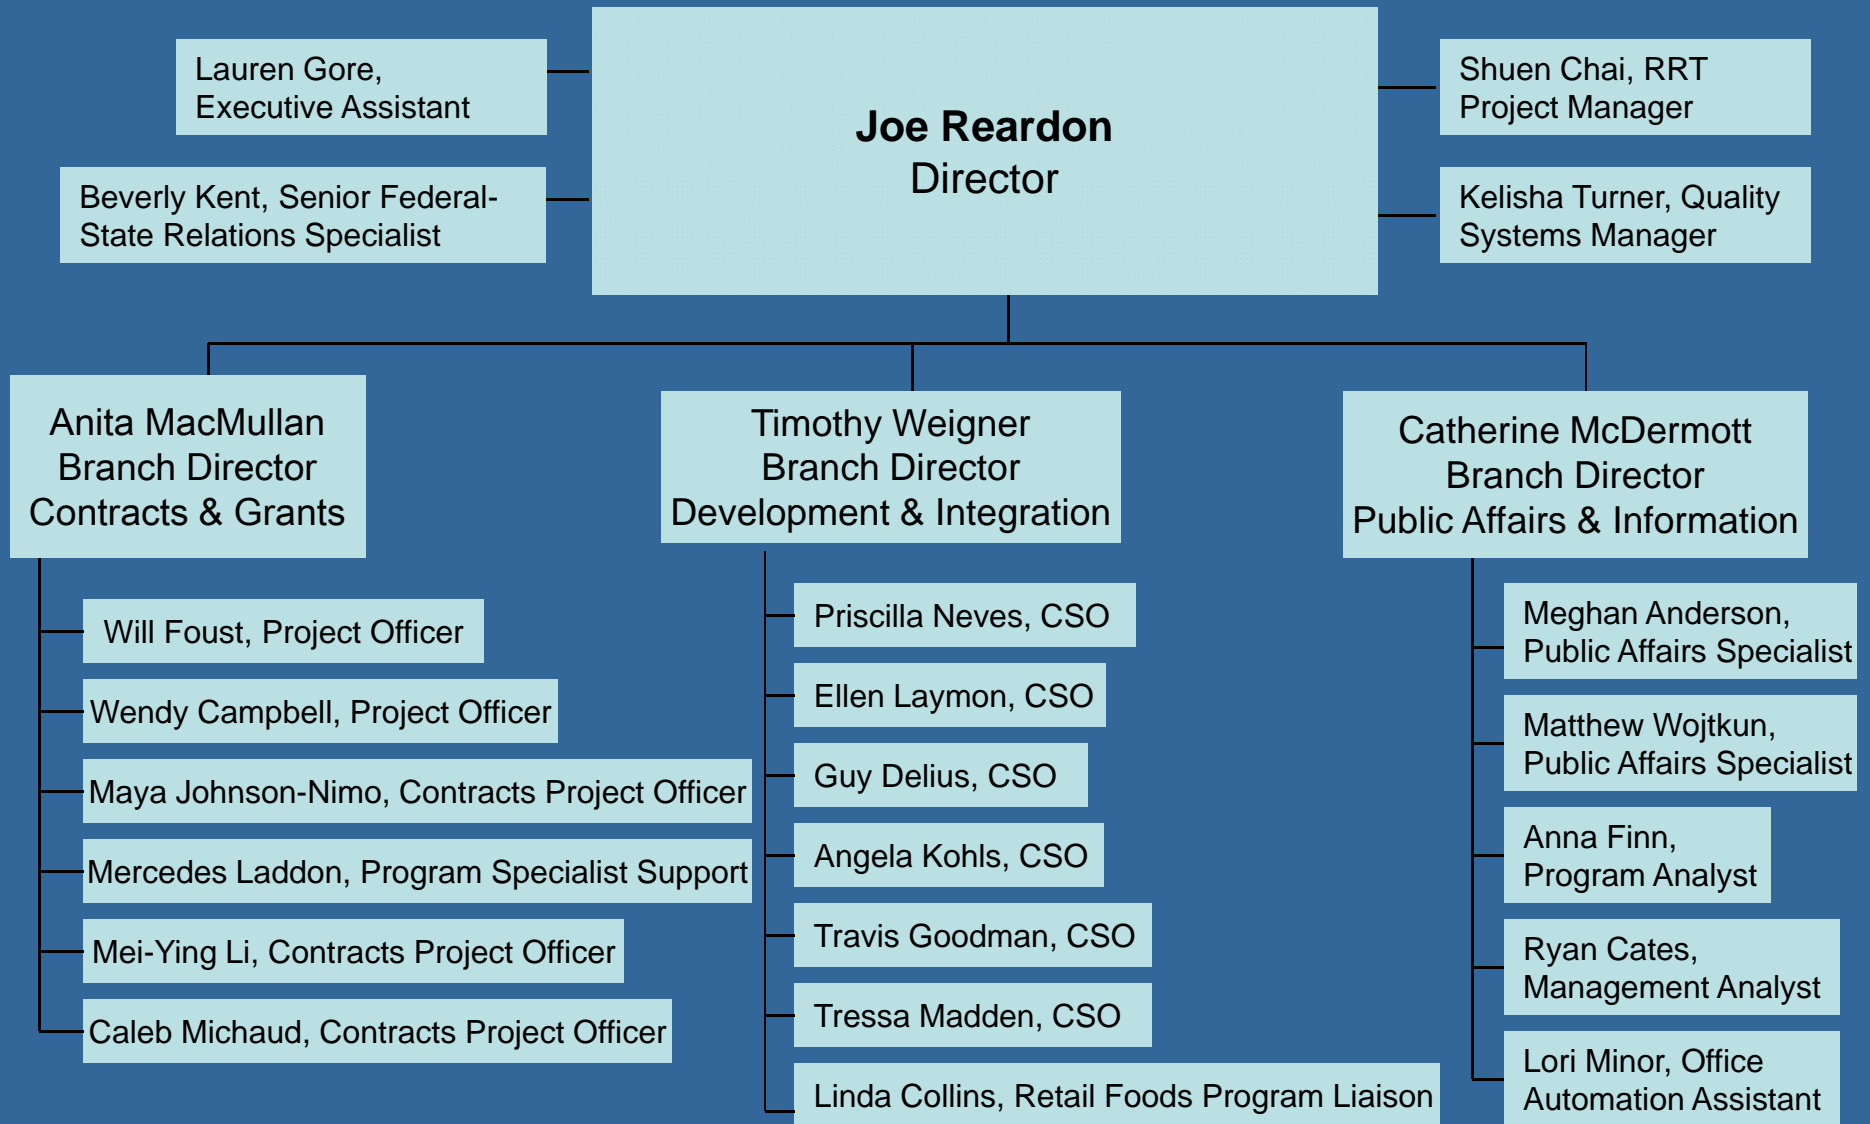 Lauren Gore,
Executive Assistant
Beverly Kent, Senior Federal-
State Relations Specialist
Joe Reardon
Director
Shuen Chai, RRT
Project Manager
Kelisha Turner, Quality
Systems Manager
Anita MacMullan
Branch Director
Contracts & Grants
Will Foust, Project Officer
Wendy Campbell, Project Officer
Maya Johnson-Nimo, Contracts Project Officer
Mercedes Laddon, Program Specialist Support
Mei-Ying Li, Contracts Project Officer
Caleb Michaud, Contracts Project Officer
Timothy Weigner
Branch Director
Development & Integration
Priscilla Neves, CSO
Ellen Laymon, CSO
Guy Delius, CSO
Angela Kohls, CSO
Travis Goodman, CSO
Tressa Madden, CSO
Linda Collins, Retail Foods Program Liaison
Catherine McDermott
Branch Director
Public Affairs & Information
Meghan Anderson,
Public Affairs Specialist
Matthew Wojtkun,
Public Affairs Specialist
Anna Finn,
Program Analyst
Ryan Cates,
Management Analyst
Lori Minor, Office
Automation Assistant